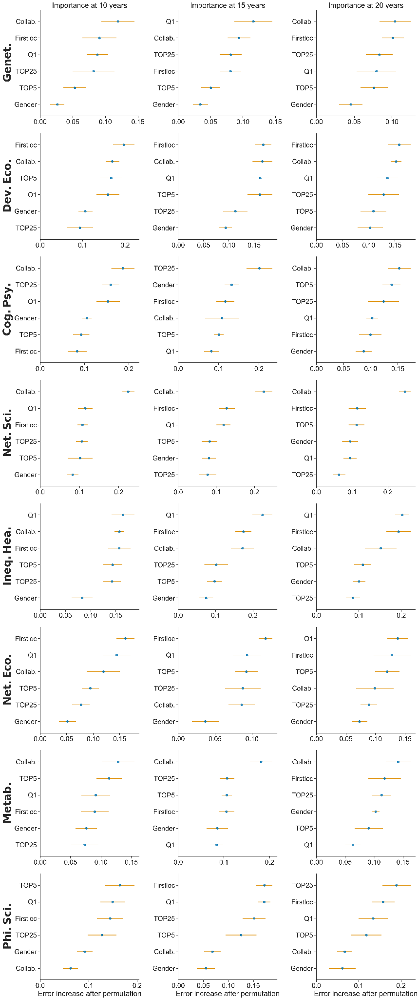 Importance at 10 years
Importance at 15 years
Importance at 20 years
Genet.
Collab.
Firstloc
Q1
TOP25
TOP5
Gender
0.00 0.05 0.10 0.15
Q1
Collab.
TOP25
Firstloc
TOP5
Gender
0.00 0.05 0.10 0.15
Collab.
Firstloc
TOP25
Q1
TOP5
Gender
0.00 0.05 0.10
Dev. Eco.
Firstloc
Collab.
TOP5
Q1
Gender
TOP25
0.0 0.1 0.2
Firstloc
Collab.
Q1
TOP5
TOP25
Gender
0.00 0.05 0.10 0.15
Firstloc
Collab.
Q1
TOP25
TOP5
Gender
0.00 0.05 0.10 0.15
Cog. Psy.
Collab.
TOP25
Q1
Gender
TOP5
Firstloc
0.0 0.1 0.2
TOP25
Gender
Firstloc
Collab.
TOP5
Q1
0.0 0.1 0.2
Collab.
TOP5
TOP25
Q1
Firstloc
Gender
0.00 0.05 0.10 0.15
Net. Sci.
Collab.
Q1
Firstloc
TOP25
TOP5
Gender
0.0 0.1 0.2
Collab.
Firstloc
Q1
TOP5
Gender
TOP25
0.0 0.1 0.2
Collab.
Firstloc
TOP5
Gender
Q1
TOP25
0.0 0.1 0.2
Ineq. Hea.
Q1
Collab.
Firstloc
TOP5
TOP25
Gender
0.00 0.05 0.10 0.15
Q1
Firstloc
Collab.
TOP25
TOP5
Gender
0.0 0.1 0.2
Q1
Firstloc
Collab.
TOP5
Gender
TOP25
0.0 0.1 0.2
Net. Eco.
Firstloc
Q1
Collab.
TOP5
TOP25
Gender
0.00 0.05 0.10 0.15
Firstloc
Q1
TOP5
TOP25
Collab.
Gender
0.00 0.05 0.10
Q1
Firstloc
TOP5
Collab.
TOP25
Gender
0.00 0.05 0.10 0.15
Metab.
Collab.
TOP5
Q1
Firstloc
Gender
TOP25
0.00 0.05 0.10 0.15
Collab.
TOP25
TOP5
Firstloc
Gender
Q1
0.0 0.1 0.2
Collab.
Firstloc
TOP25
Gender
TOP5
Q1
0.00 0.05 0.10 0.15
Phi. Sci.
TOP5
Q1
Firstloc
TOP25
Gender
Collab.
0.0 0.1 0.2
Error increase after permutation
Firstloc
Q1
TOP25
TOP5
Collab.
Gender
0.00 0.05 0.10 0.15
Error increase after permutation
TOP25
Firstloc
Q1
TOP5
Collab.
Gender
0.0 0.1 0.2
Error increase after permutation